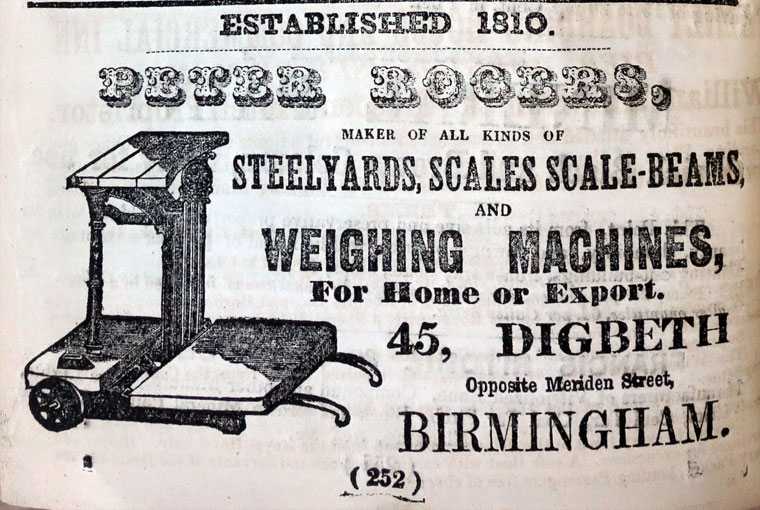 ESTABLISHED 1810.
PETER ROGERS,
MAKER OF ALL KINDS OF
STEELYARDS, SCALES SCALE-BEAMS,
AND
WEIGHING MACHINES,
For Home or Export.
45, DIGBETH
Opposite Meriden Street,
BIRMINGHAM.
(252)